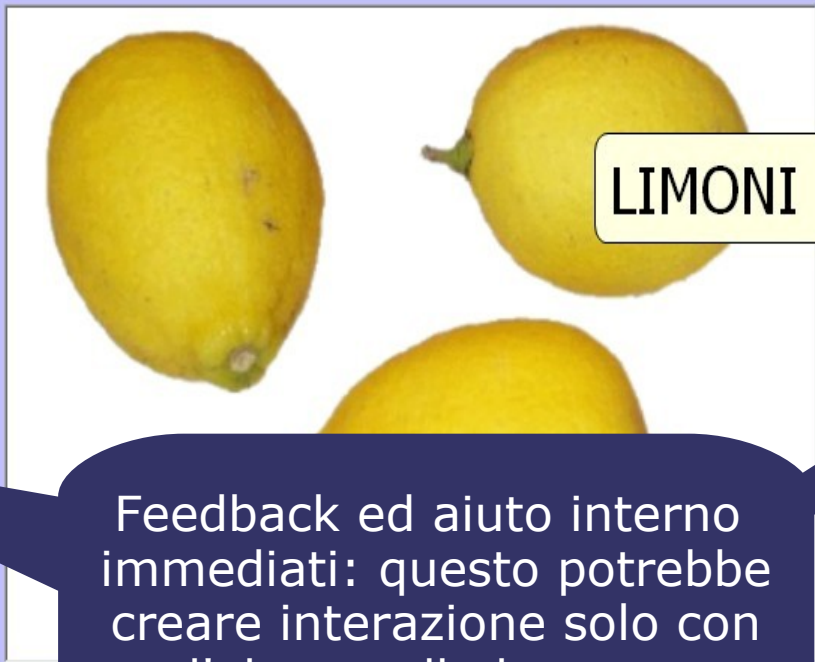 LIMONI
Feedback ed aiuto interno
immediati: questo potrebbe
creare interazione solo con